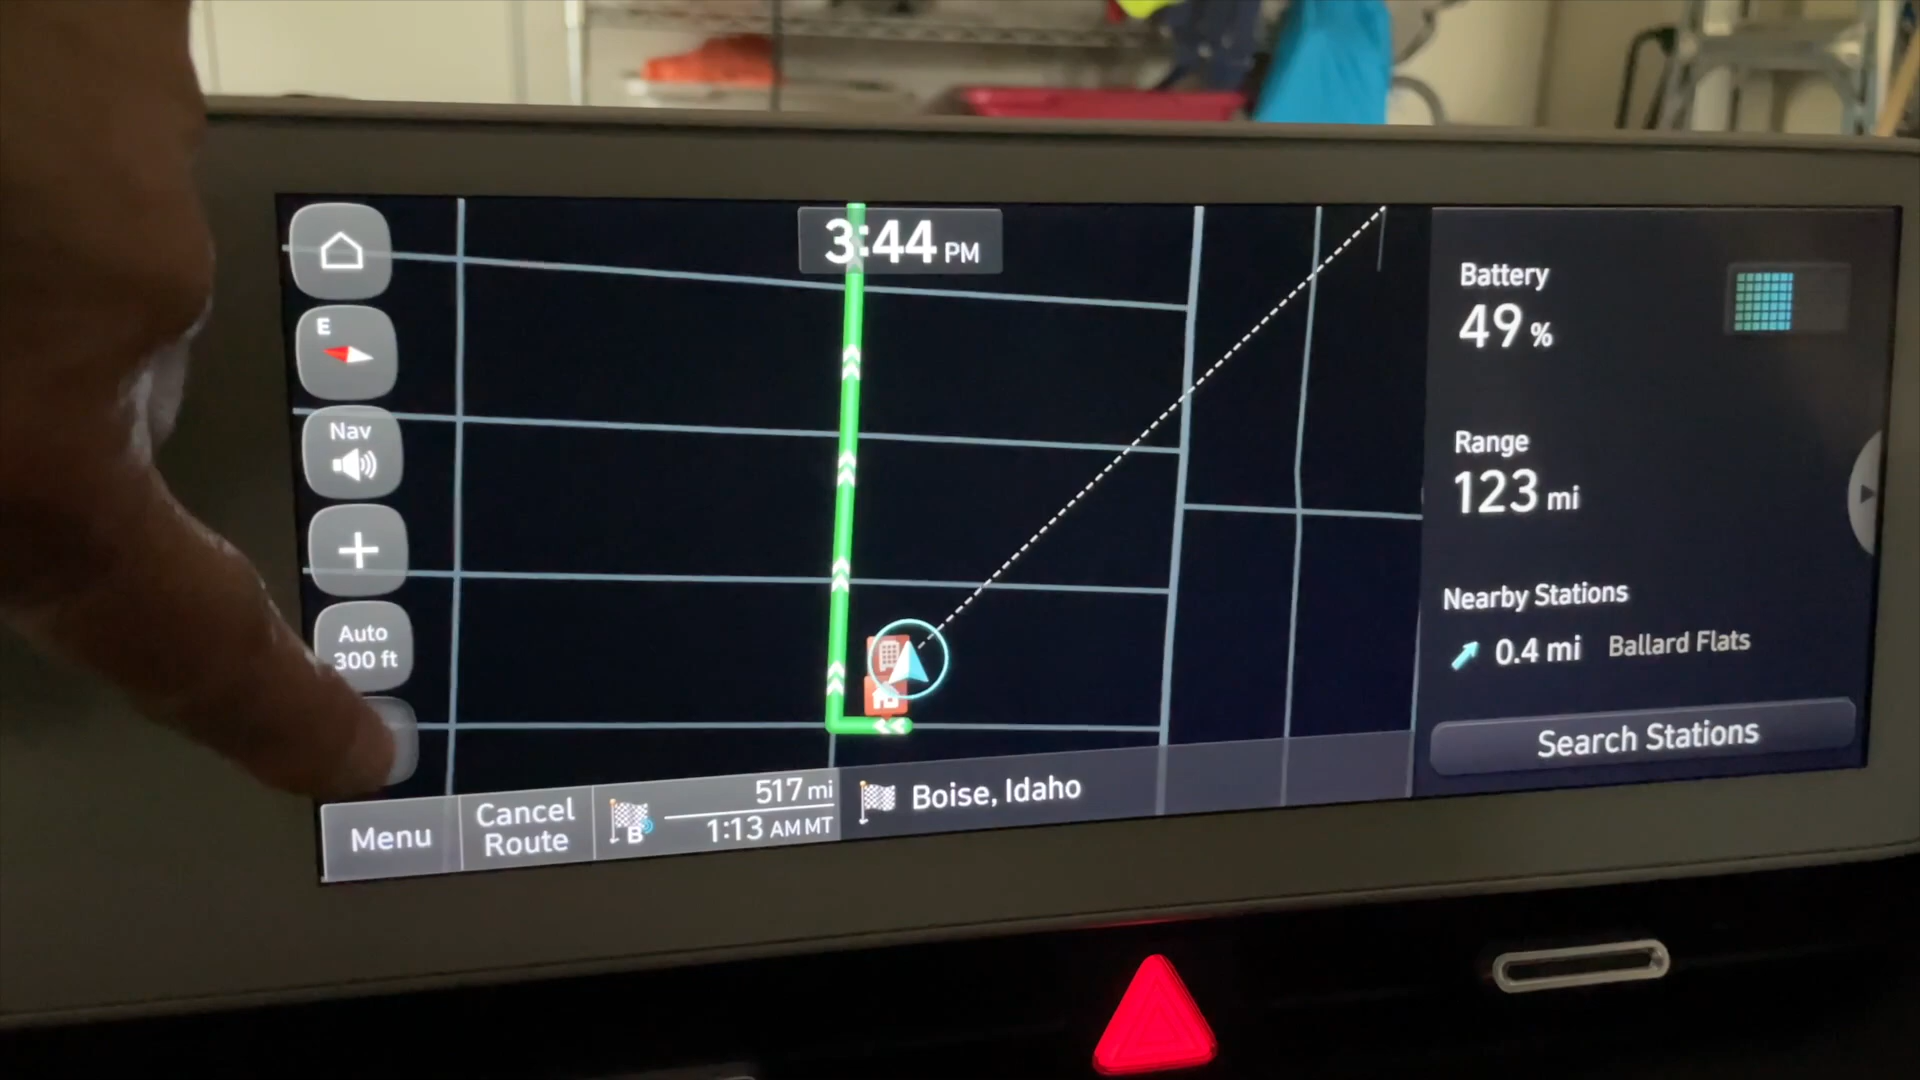 3:44 PM
E
Nav
Auto
300 ft
Menu
Cancel
Route
B
517 mi
1:13 AM MT
Boise, Idaho
Battery
49 %
Range
123 mi
Nearby Stations
0.4 mi Ballard Flats
Search Stations